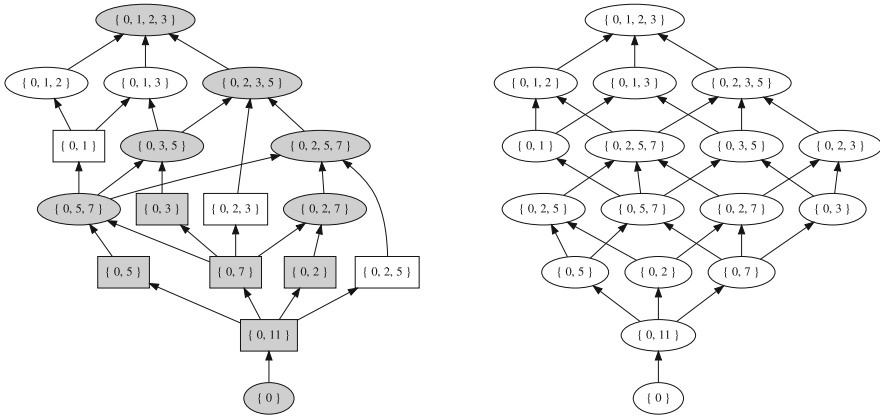 { 0, 1, 2, 3 }
{ 0, 1, 2 }
{ 0, 1, 3 }
{ 0, 2, 3, 5 }
{ 0, 1 }
{ 0, 3, 5 }
{ 0, 2, 5, 7 }
{ 0, 5, 7 }
{ 0, 3 }
{ 0, 2, 3 }
{ 0, 2, 7 }
{ 0, 5 }
{ 0, 7 }
{ 0, 2 }
{ 0, 2, 5 }
{ 0, 11 }
{ 0 }
{ 0, 1, 2, 3 }
{ 0, 1, 2 }
{ 0, 1, 3 }
{ 0, 2, 3, 5 }
{ 0, 1 }
{ 0, 2, 5, 7 }
{ 0, 3, 5 }
{ 0, 2, 3 }
{ 0, 2, 5 }
{ 0, 5, 7 }
{ 0, 2, 7 }
{ 0, 3 }
{ 0, 5 }
{ 0, 2 }
{ 0, 7 }
{ 0, 11 }
{ 0 }